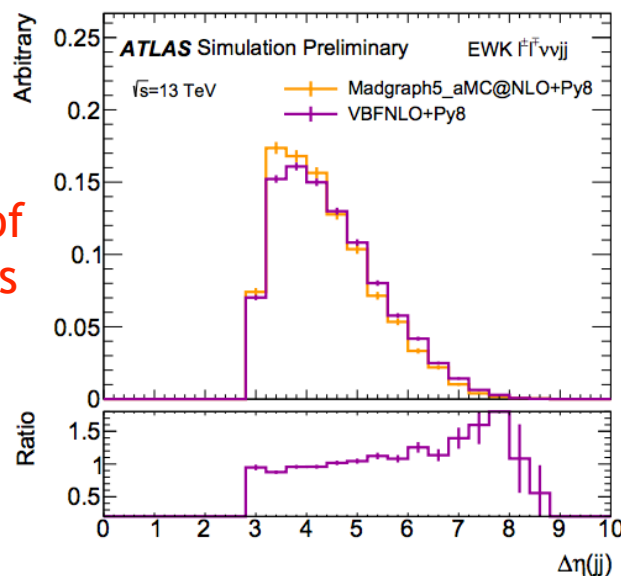 ATLAS Simulation Preliminary
EWK l±l∓ννjj
√s=13 TeV
Madgraph5_aMC@NLO+Py8
VBFNLO+Py8
Arbitrary
0.25
0.2
0.15
0.1
0.05
0
of
s
Ratio
1.5
1
0.5
0 1 2 3 4 5 6 7 8 9 10
Δη(jj)